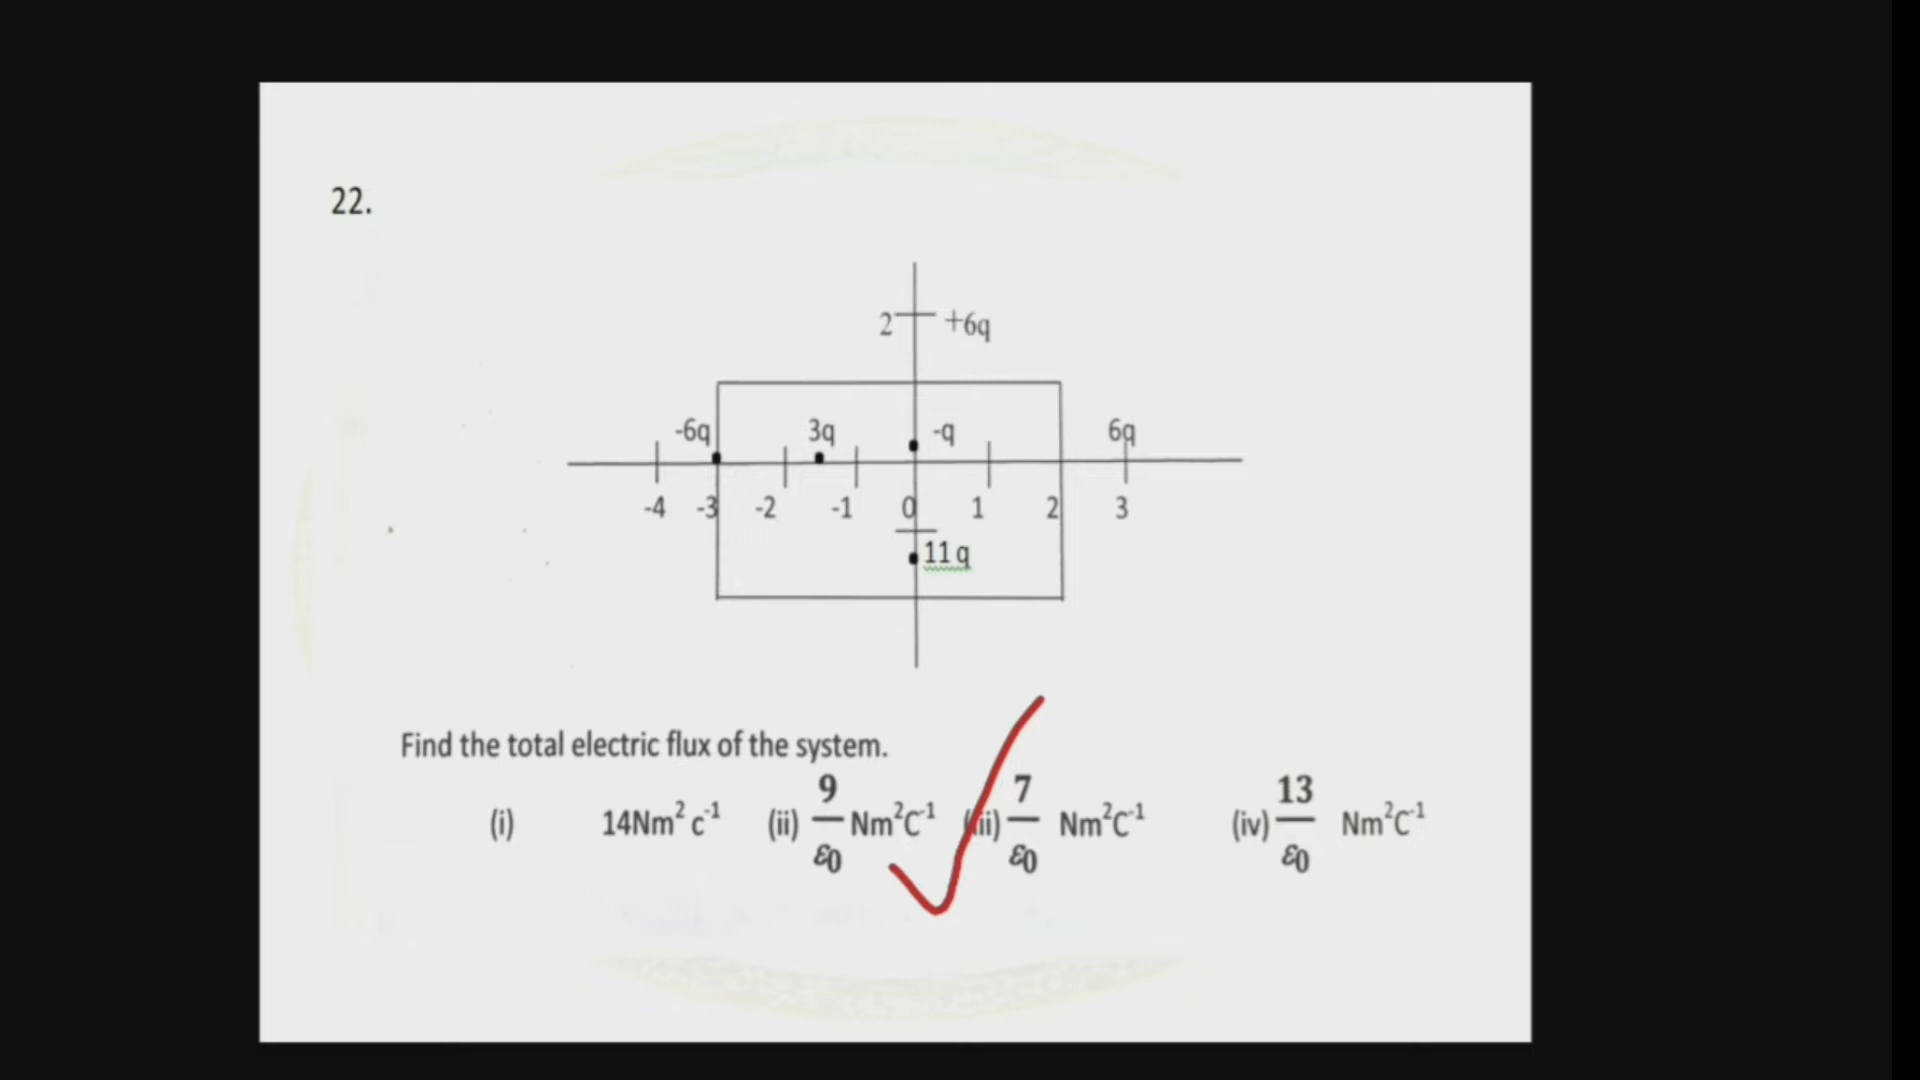 22.
2 +6q
-6q 3q -q 6q
-4 -3 -2 -1 0 1 2 3
11 q
Find the total electric flux of the system.
(i) 14Nm² c⁻¹ (ii) 9/ε0 Nm²C⁻¹ (iii) 7/ε0 Nm²C⁻¹ (iv) 13/ε0 Nm²C⁻¹